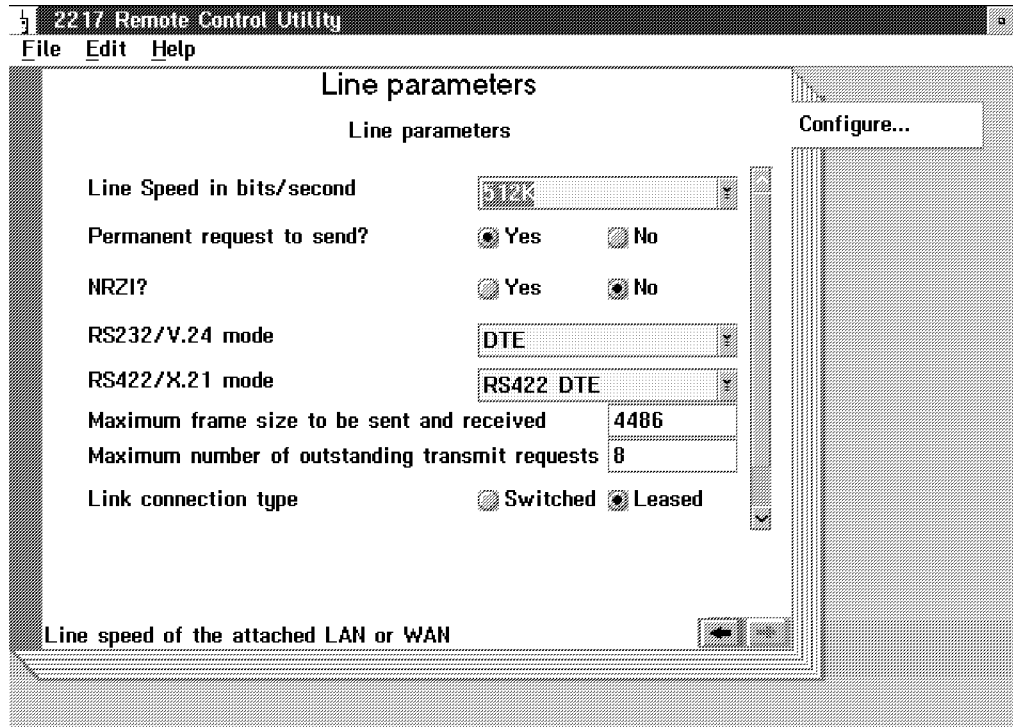 2217 Remote Control Utility
File Edit Help
Line parameters
Configure...
Line parameters
Line Speed in bits/second 512K
Permanent request to send? Yes No
NRZI? Yes No
RS232/V.24 mode DTE
RS422/X.21 mode RS422 DTE
Maximum frame size to be sent and received 4486
Maximum number of outstanding transmit requests 8
Link connection type Switched Leased
Line speed of the attached LAN or WAN